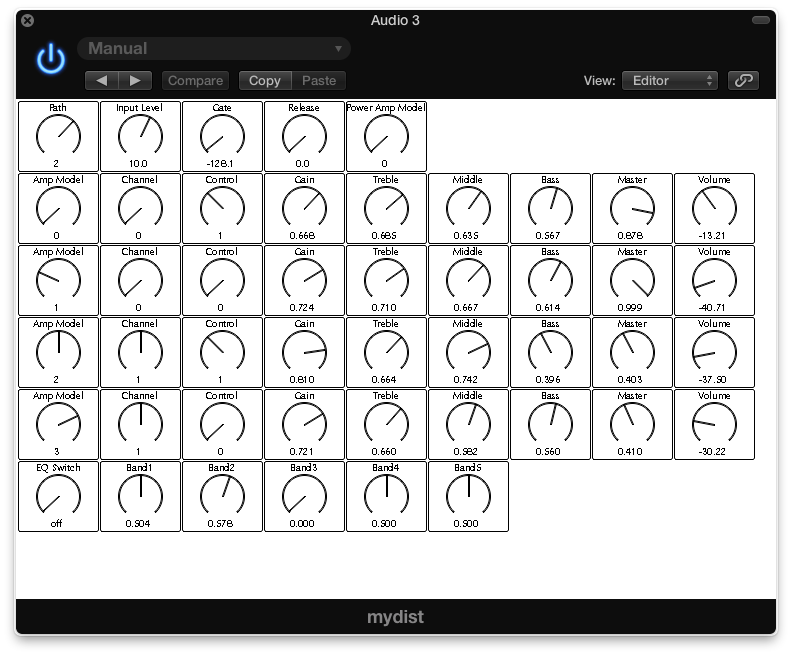 Audio 3
Manual
Compare Copy Paste View: Editor
Path Input Level Gate Release Power Amp Model
2 10.0 -128.1 0.0 0
Amp Model Channel Control Gain Treble Middle Bass Master Volume
0 0 1 0.668 0.685 0.635 0.567 0.878 -13.21
Amp Model Channel Control Gain Treble Middle Bass Master Volume
1 0 0 0.724 0.710 0.667 0.614 0.999 -40.71
Amp Model Channel Control Gain Treble Middle Bass Master Volume
2 1 1 0.810 0.664 0.742 0.396 0.403 -37.50
Amp Model Channel Control Gain Treble Middle Bass Master Volume
3 1 0 0.721 0.660 0.582 0.560 0.410 -30.22
EQ Switch Band1 Band2 Band3 Band4 Band5
off 0.504 0.578 0.000 0.500 0.500
mydist